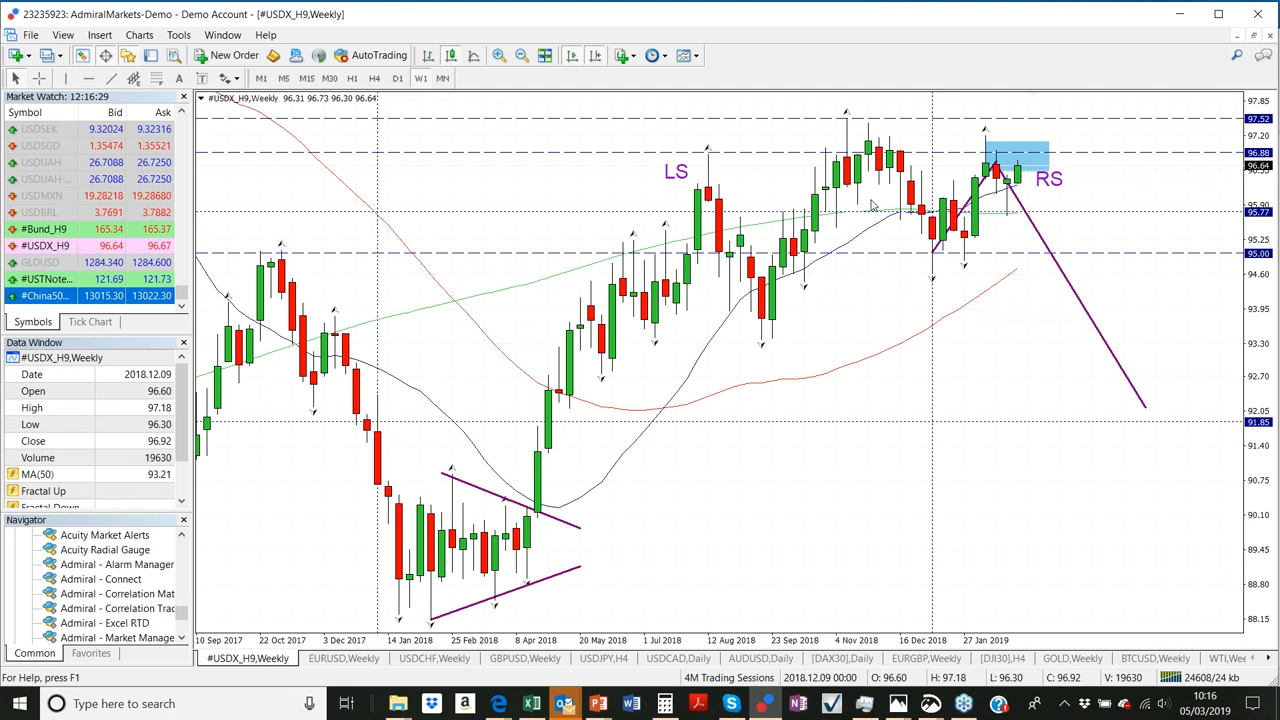 23235923: AdmiralMarkets-Demo - Demo Account - [#USDX_H9,Weekly]
File View Insert Charts Tools Window Help
New Order AutoTrading
A T M1 M5 M15 M30 H1 H4 D1 W1 MN
Market Watch: 12:16:29
Symbol Bid Ask
USDSEK 9.32024 9.32316
USDSGD 1.35474 1.35521
USDUAH 26.7088 26.7250
USDUAH-... 26.7088 26.7250
USDMXN 19.28218 19.28680
USDBRL 3.7691 3.7882
#Bund_H9 165.34 165.37
#USDX_H9 96.64 96.67
GLDUSD 1284.340 1284.600
#USTNote... 121.69 121.73
#China50... 13015.30 13022.30
Symbols Tick Chart
Data Window
#USDX_H9,Weekly
Date 2018.12.09
Open 96.60
High 97.18
Low 96.30
Close 96.92
Volume 19630
MA(50) 93.21
Fractal Up
Fractal Down
Navigator
Acuity Market Alerts
Acuity Radial Gauge
Admiral - Alarm Manager
Admiral - Connect
Admiral - Correlation Mat
Admiral - Correlation Trac
Admiral - Excel RTD
Admiral - Market Manage
Common Favorites
#USDX_H9,Weekly 96.31 96.73 96.30 96.64
LS
RS
97.85
97.52
97.20
96.88
96.64
96.55
95.90
95.77
95.25
95.00
94.60
93.95
93.30
92.70
92.05
91.85
91.40
90.75
90.10
89.45
88.80
88.15
10 Sep 2017 22 Oct 2017 3 Dec 2017 14 Jan 2018 25 Feb 2018 8 Apr 2018 20 May 2018 1 Jul 2018 12 Aug 2018 23 Sep 2018 4 Nov 2018 16 Dec 2018 27 Jan 2019
#USDX_H9,Weekly EURUSD,Weekly USDCHF,Weekly GBPUSD,Weekly USDJPY,H4 USDCAD,Daily AUDUSD,Daily [DAX30],Daily EURGBP,Weekly [DJI30],H4 GOLD,Weekly BTCUSD,Weekly WTI,We
For Help, press F1 4M Trading Sessions 2018.12.09 00:00 O: 96.60 H: 97.18 L: 96.30 C: 96.92 V: 19630 24608/24 kb
Type here to search
10:16
05/03/2019